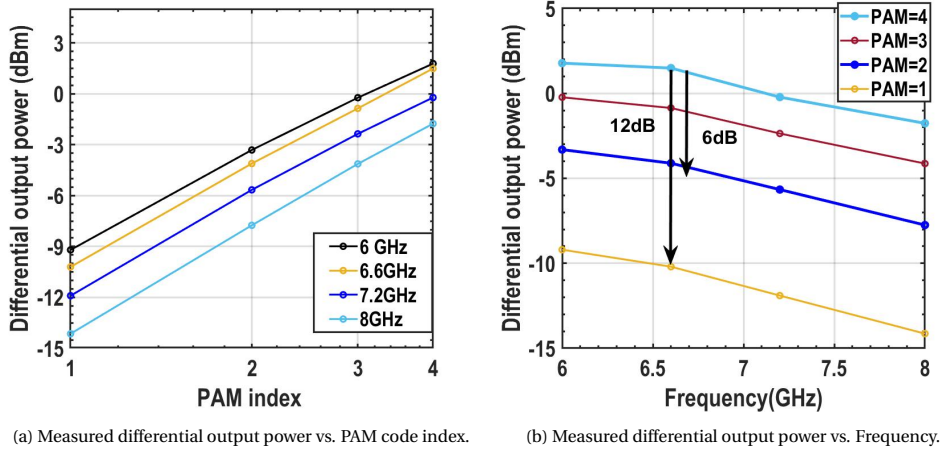 Differential output power (dBm)
3
0
-3
-6
-9
-12
-15
1
2
3
4
PAM index
6 GHz
6.6GHz
7.2GHz
8GHz
(a) Measured differential output power vs. PAM code index.
Differential output power (dBm)
5
0
-5
-10
-15
6
6.5
7
7.5
8
Frequency(GHz)
PAM=4
PAM=3
PAM=2
PAM=1
12dB
6dB
(b) Measured differential output power vs. Frequency.